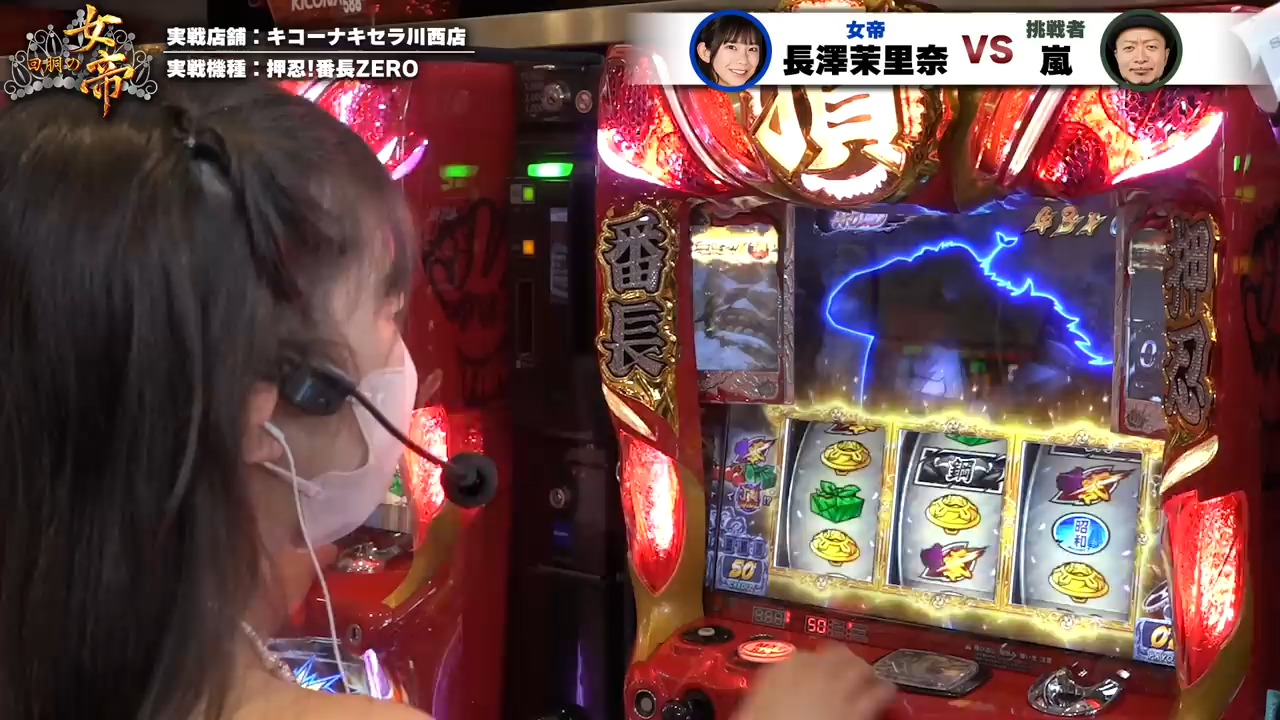 回胴の
女帝
実戦店舗：キコーナキセラ川西店
実戦機種：押忍!番長ZERO
女帝
長澤茉里奈
VS
挑戦者
嵐
頂
番長
押忍
昭和
50
50